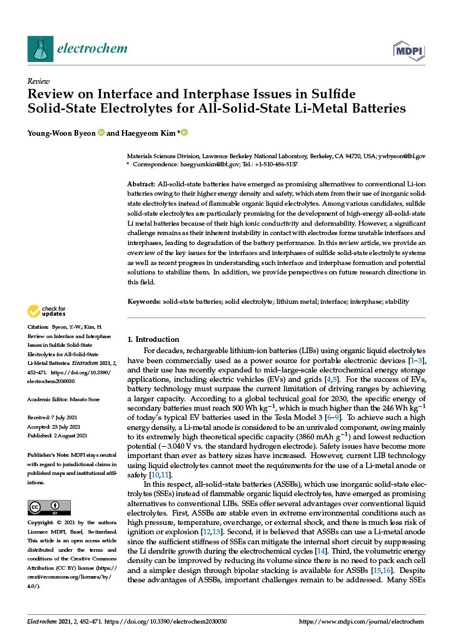 electrochem
MDPI
Review
Review on Interface and Interphase Issues in Sulfide
Solid-State Electrolytes for All-Solid-State Li-Metal Batteries
Young-Woon Byeon and Haegyeom Kim *
Materials Sciences Division, Lawrence Berkeley National Laboratory, Berkeley, CA 94720, USA; ywbyeon@lbl.gov
* Correspondence: haegyumkim@lbl.gov; Tel.: +1-510-486-5137
Abstract: All-solid-state batteries have emerged as promising alternatives to conventional Li-ion
batteries owing to their higher energy density and safety, which stem from their use of inorganic solid-
state electrolytes instead of flammable organic liquid electrolytes. Among various candidates, sulfide
solid-state electrolytes are particularly promising for the development of high-energy all-solid-state
Li metal batteries because of their high ionic conductivity and deformability. However, a significant
challenge remains as their inherent instability in contact with electrodes forms unstable interfaces and
interphases, leading to degradation of the battery performance. In this review article, we provide an
overview of the key issues for the interfaces and interphases of sulfide solid-state electrolyte systems
as well as recent progress in understanding such interface and interphase formation and potential
solutions to stabilize them. In addition, we provide perspectives on future research directions in
this field.
Keywords: solid-state batteries; solid electrolyte; lithium metal; interface; interphase; stability
check for
updates
Citation: Byeon, Y.-W.; Kim, H.
Review on Interface and Interphase
Issues in Sulfide Solid-State
Electrolytes for All-Solid-State
Li-Metal Batteries. Electrochem 2021, 2,
452–471. https://doi.org/10.3390/
electrochem2030030
Academic Editor: Masato Sone
Received: 7 July 2021
Accepted: 23 July 2021
Published: 2 August 2021
Publisher's Note: MDPI stays neutral
with regard to jurisdictional claims in
published maps and institutional affil-
iations.
CC BY
Copyright: © 2021 by the authors.
Licensee MDPI, Basel, Switzerland.
This article is an open access article
distributed under the terms and
conditions of the Creative Commons
Attribution (CC BY) license (https://
creativecommons.org/licenses/by/
4.0/).
1. Introduction
For decades, rechargeable lithium-ion batteries (LIBs) using organic liquid electrolytes
have been commercially used as a power source for portable electronic devices [1–3],
and their use has recently expanded to mid–large-scale electrochemical energy storage
applications, including electric vehicles (EVs) and grids [4,5]. For the success of EVs,
battery technology must surpass the current limitation of driving ranges by achieving
a larger capacity. According to a global technical goal for 2030, the specific energy of
secondary batteries must reach 500 Wh kg−1, which is much higher than the 246 Wh kg−1
of today's typical EV batteries used in the Tesla Model 3 [6–9]. To achieve such a high
energy density, a Li-metal anode is considered to be an unrivaled component, owing mainly
to its extremely high theoretical specific capacity (3860 mAh g−1) and lowest reduction
potential (−3.040 V vs. the standard hydrogen electrode). Safety issues have become more
important than ever as battery sizes have increased. However, current LIB technology
using liquid electrolytes cannot meet the requirements for the use of a Li-metal anode or
safety [10,11].
In this respect, all-solid-state batteries (ASSBs), which use inorganic solid-state elec-
trolytes (SSEs) instead of flammable organic liquid electrolytes, have emerged as promising
alternatives to conventional LIBs. SSEs offer several advantages over conventional liquid
electrolytes. First, ASSBs are stable even in extreme environmental conditions such as
high pressure, temperature, overcharge, or external shock, and there is much less risk of
ignition or explosion [12,13]. Second, it is believed that ASSBs can use a Li-metal anode
since the sufficient stiffness of SSEs can mitigate the internal short circuit by suppressing
the Li dendrite growth during the electrochemical cycles [14]. Third, the volumetric energy
density can be improved by reducing its volume since there is no need to pack each cell
and a simpler design through bipolar stacking is available for ASSBs [15,16]. Despite
these advantages of ASSBs, important challenges remain to be addressed. Many SSEs
Electrochem 2021, 2, 452–471. https://doi.org/10.3390/electrochem2030030
https://www.mdpi.com/journal/electrochem